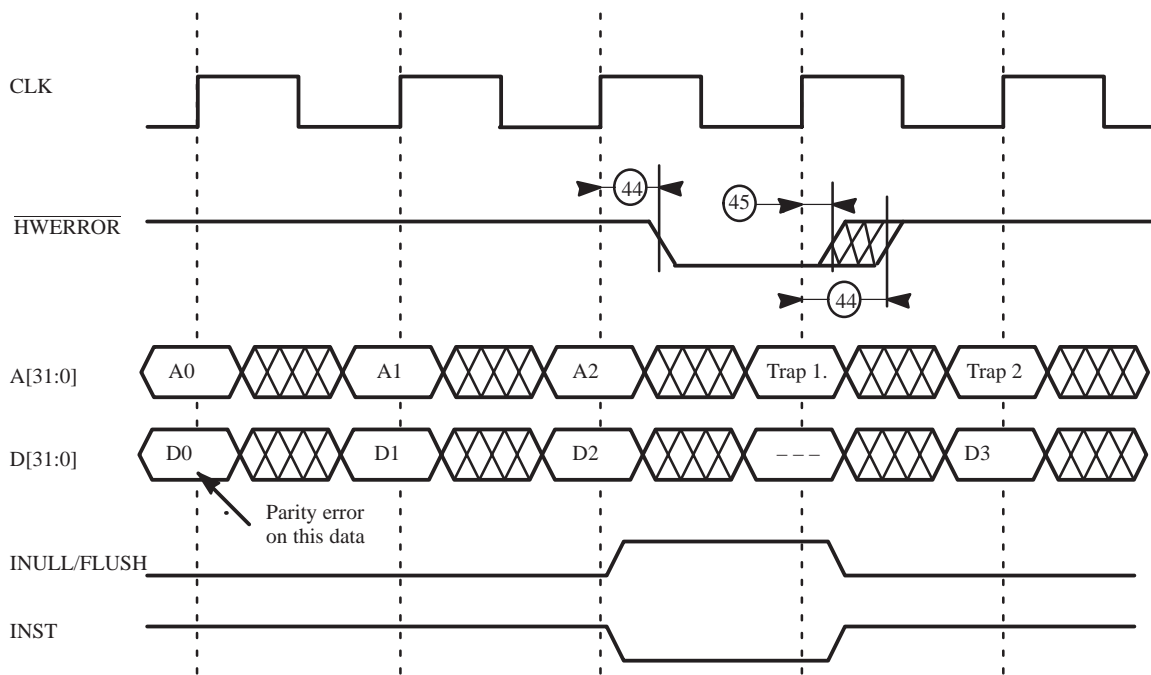 CLK
44
45
HWERROR
44
A[31:0] A0 A1 A2 Trap 1. Trap 2
D[31:0] D0 D1 D2 – – – D3
Parity error
on this data
INULL/FLUSH
INST